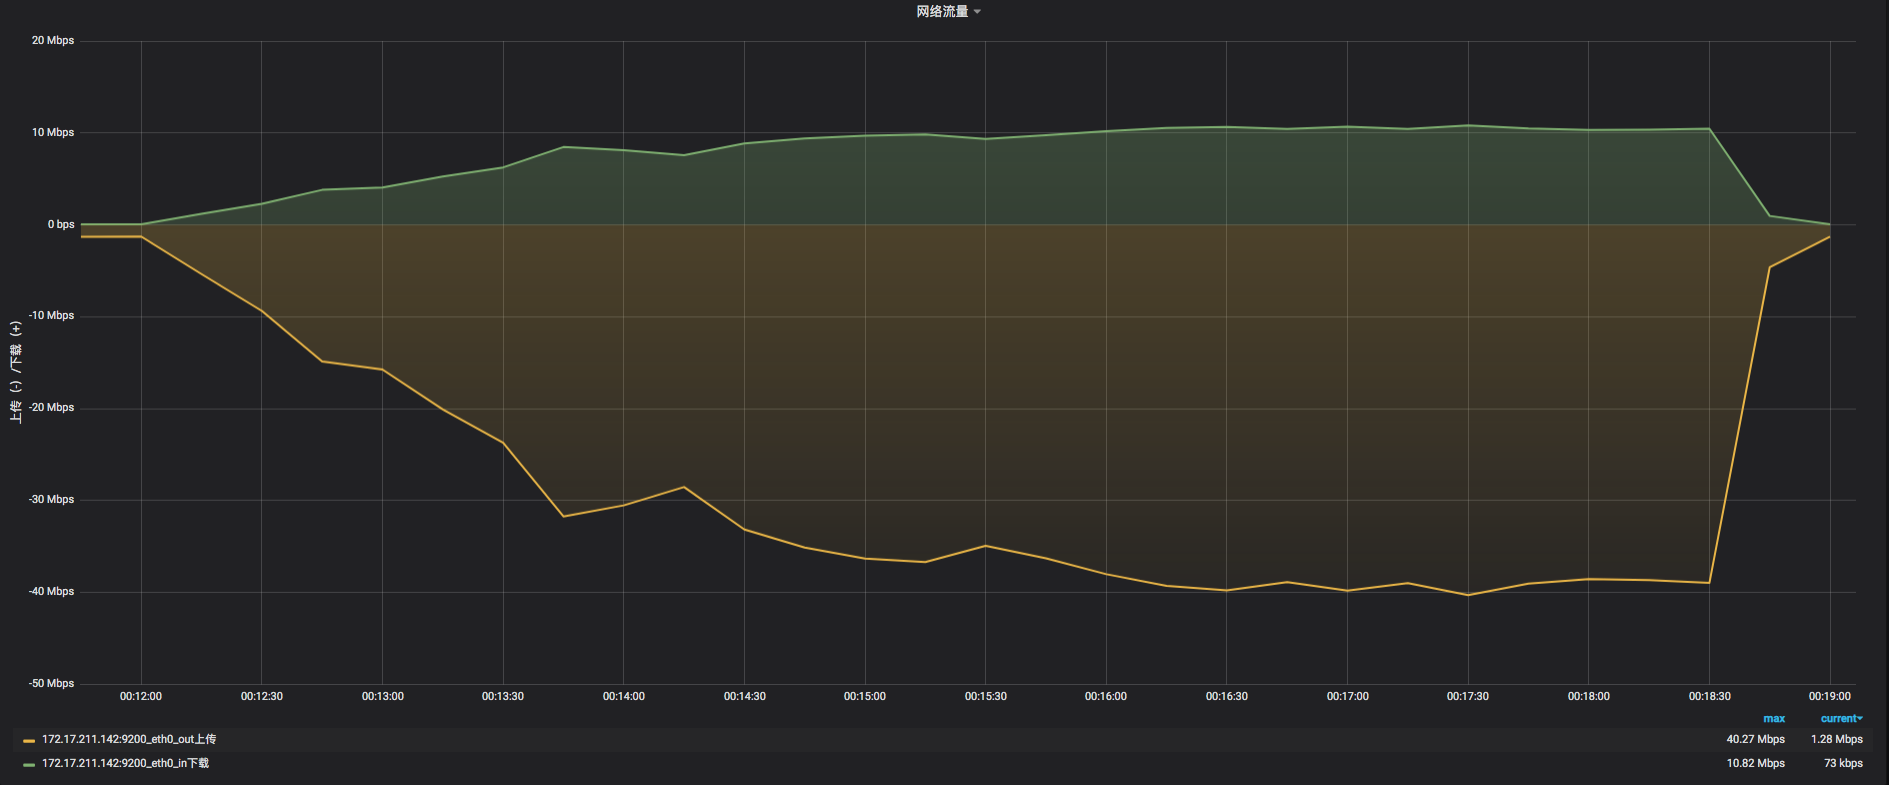 网络流量
20 Mbps
10 Mbps
0 bps
-10 Mbps
-20 Mbps
-30 Mbps
-40 Mbps
-50 Mbps
上传 (-) /下载 (+)
00:12:00 00:12:30 00:13:00 00:13:30 00:14:00 00:14:30 00:15:00 00:15:30 00:16:00 00:16:30 00:17:00 00:17:30 00:18:00 00:18:30 00:19:00
max current
172.17.211.142:9200_eth0_out上传 40.27 Mbps 1.28 Mbps
172.17.211.142:9200_eth0_in下载 10.82 Mbps 73 kbps